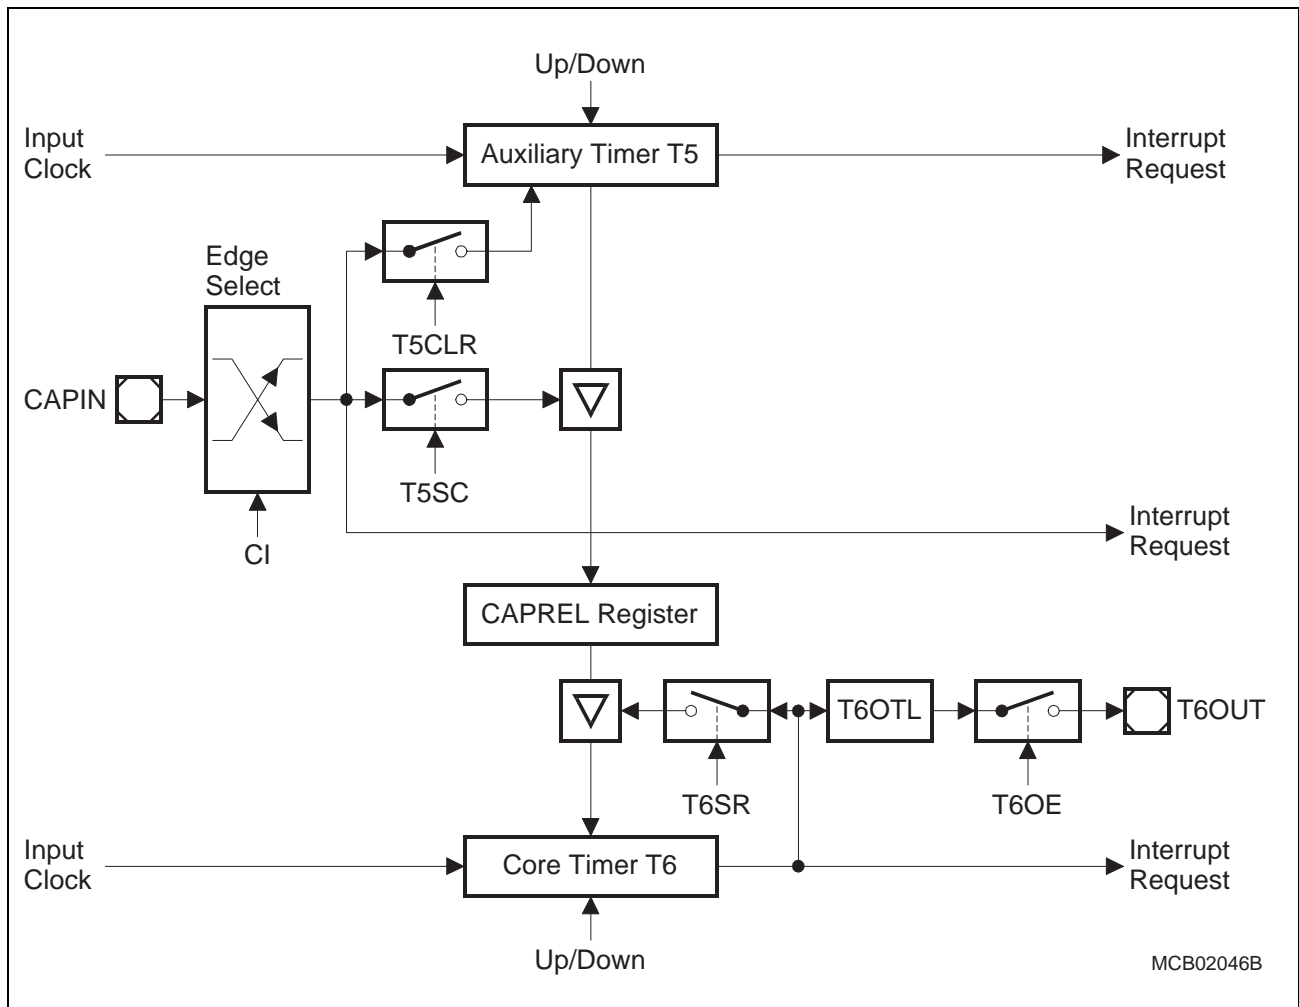 Up/Down
Input
Clock
Auxiliary Timer T5
Interrupt
Request
Edge
Select
T5CLR
CAPIN
T5SC
CI
Interrupt
Request
CAPREL Register
T6OTL
T6OUT
T6SR
T6OE
Input
Clock
Core Timer T6
Interrupt
Request
Up/Down
MCB02046B